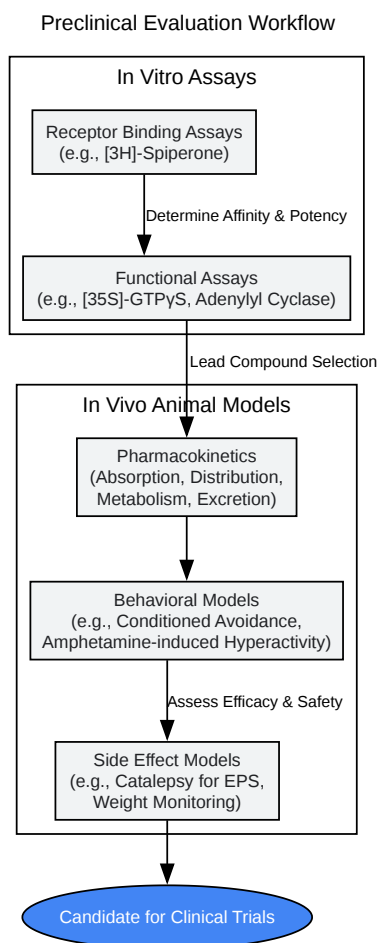 Preclinical Evaluation Workflow
In Vitro Assays
Receptor Binding Assays
(e.g., [3H]-Spiperone)
Determine Affinity & Potency
Functional Assays
(e.g., [35S]-GTPγS, Adenylyl Cyclase)
Lead Compound Selection
In Vivo Animal Models
Pharmacokinetics
(Absorption, Distribution,
Metabolism, Excretion)
Behavioral Models
(e.g., Conditioned Avoidance,
Amphetamine-induced Hyperactivity)
Assess Efficacy & Safety
Side Effect Models
(e.g., Catalepsy for EPS,
Weight Monitoring)
Candidate for Clinical Trials